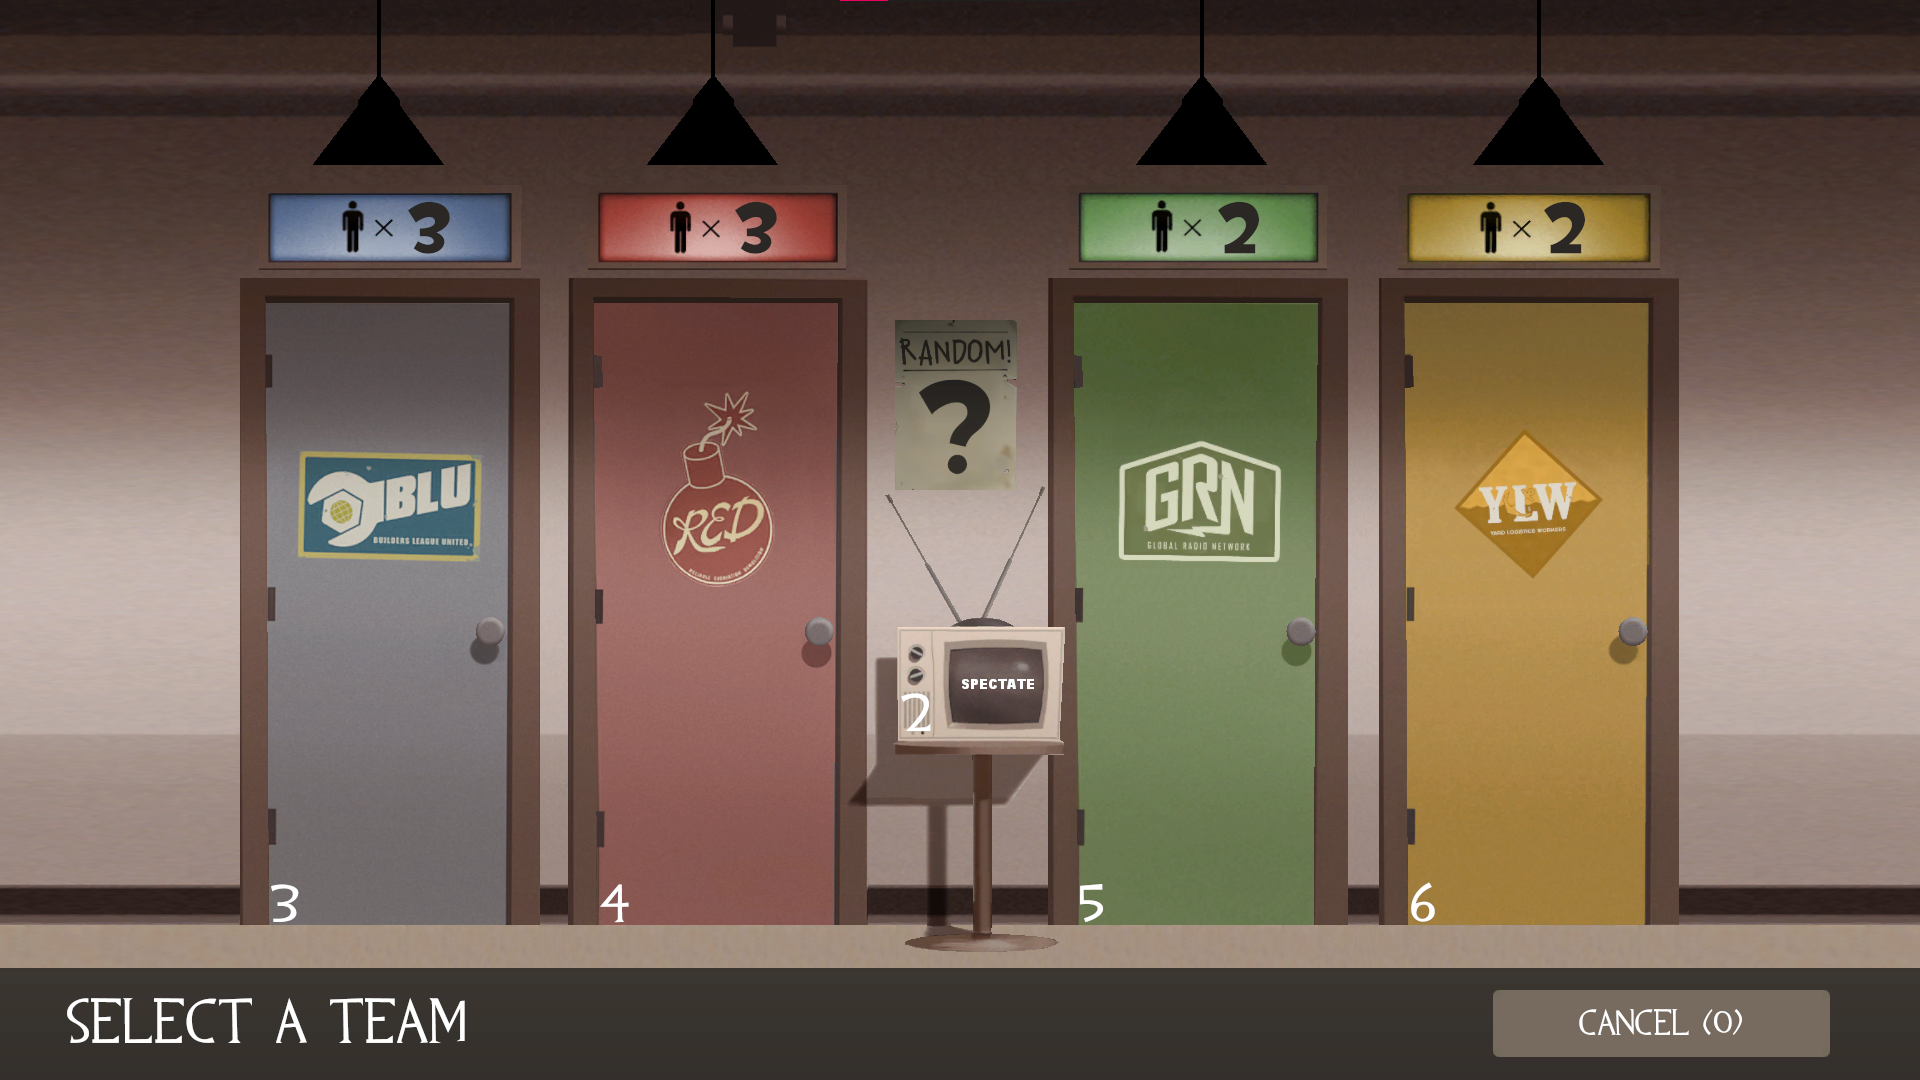 × 3
× 3
× 2
× 2
RANDOM!
?
BLU
BUILDERS LEAGUE UNITED
RED
RELIABLE EXCAVATION DEMOLITION
GRN
GLOBAL RADIO NETWORK
YLW
YARD LOGISTICS WORKERS
SPECTATE
2
3
4
5
6
SELECT A TEAM
CANCEL (0)